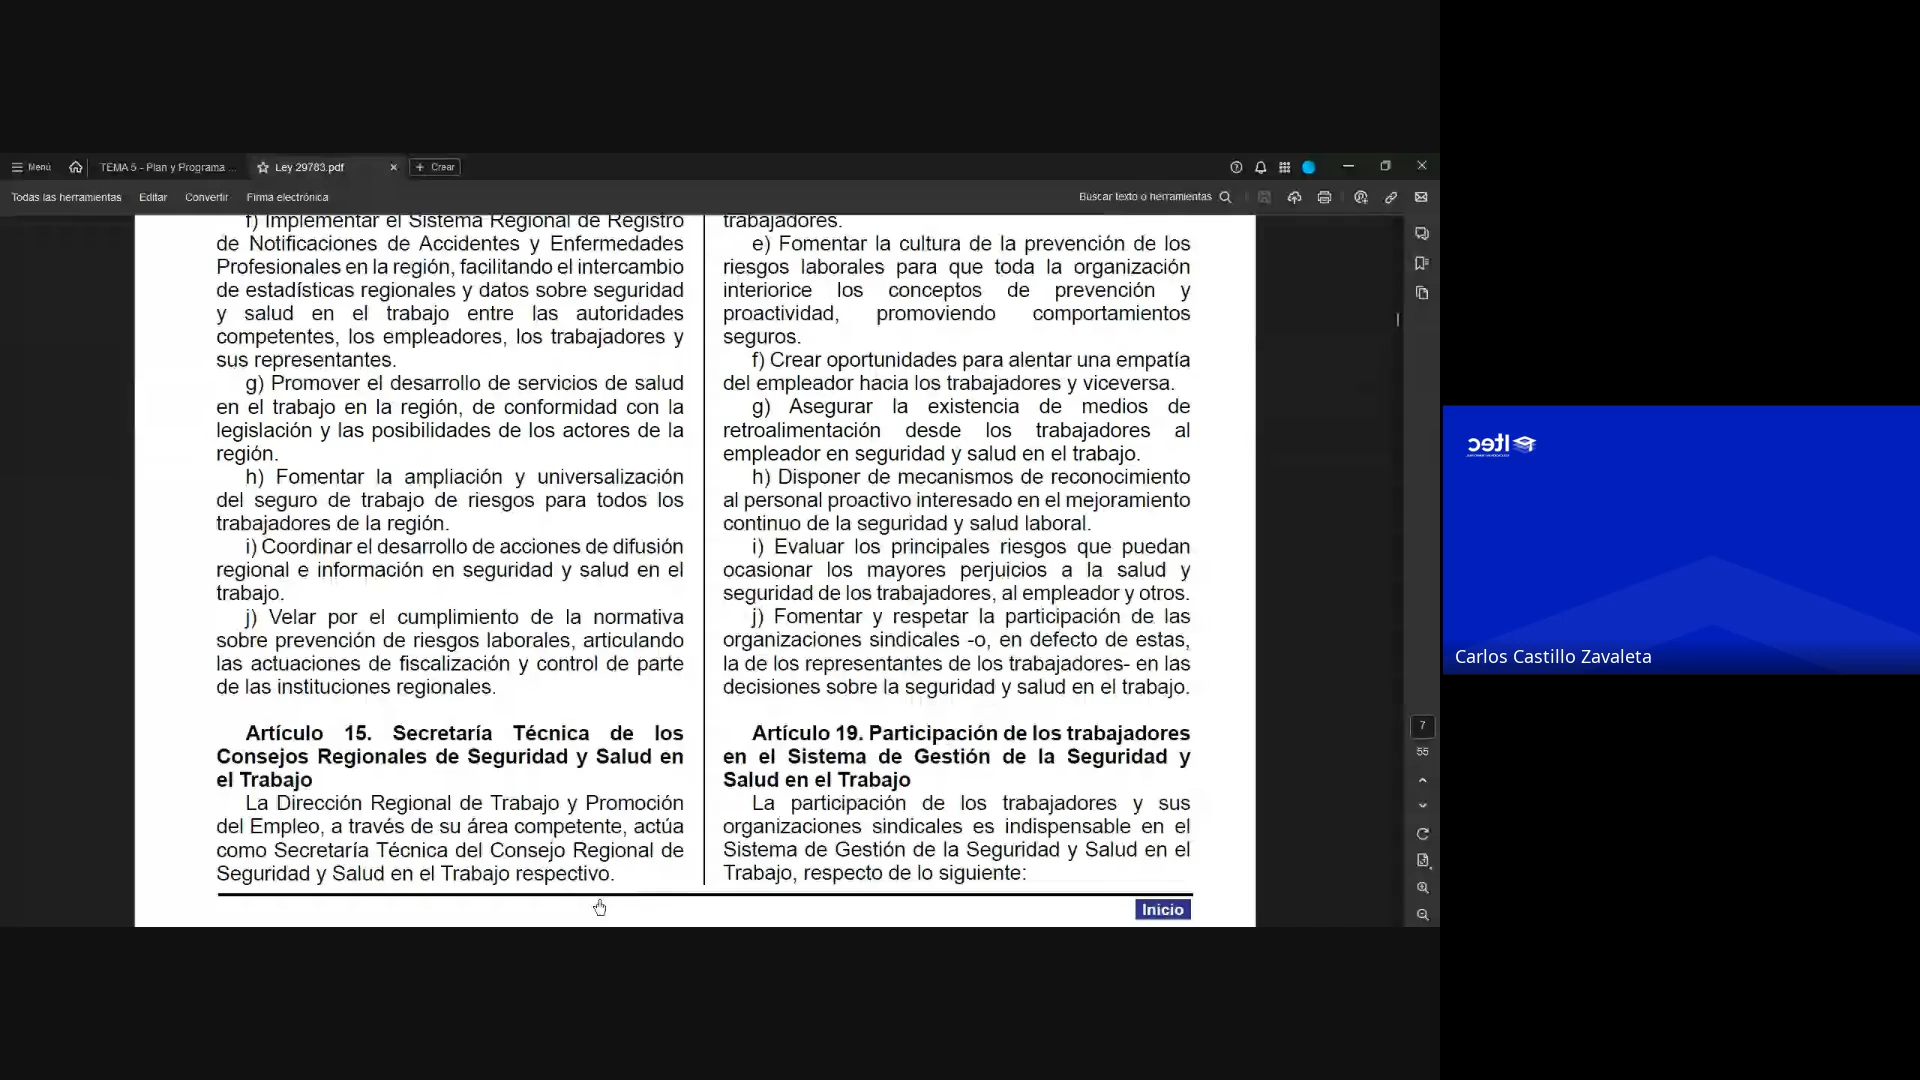 Menú
TEMA 5 - Plan y Programa ...
Ley 29783.pdf
Crear
Todas las herramientas
Editar
Convertir
Firma electrónica
Buscar texto o herramientas
f) Implementar el Sistema Regional de Registro
de Notificaciones de Accidentes y Enfermedades
Profesionales en la región, facilitando el intercambio
de estadísticas regionales y datos sobre seguridad
y salud en el trabajo entre las autoridades
competentes, los empleadores, los trabajadores y
sus representantes.
g) Promover el desarrollo de servicios de salud
en el trabajo en la región, de conformidad con la
legislación y las posibilidades de los actores de la
región.
h) Fomentar la ampliación y universalización
del seguro de trabajo de riesgos para todos los
trabajadores de la región.
i) Coordinar el desarrollo de acciones de difusión
regional e información en seguridad y salud en el
trabajo.
j) Velar por el cumplimiento de la normativa
sobre prevención de riesgos laborales, articulando
las actuaciones de fiscalización y control de parte
de las instituciones regionales.
Artículo 15. Secretaría Técnica de los
Consejos Regionales de Seguridad y Salud en
el Trabajo
La Dirección Regional de Trabajo y Promoción
del Empleo, a través de su área competente, actúa
como Secretaría Técnica del Consejo Regional de
Seguridad y Salud en el Trabajo respectivo.
trabajadores.
e) Fomentar la cultura de la prevención de los
riesgos laborales para que toda la organización
interiorice los conceptos de prevención y
proactividad, promoviendo comportamientos
seguros.
f) Crear oportunidades para alentar una empatía
del empleador hacia los trabajadores y viceversa.
g) Asegurar la existencia de medios de
retroalimentación desde los trabajadores al
empleador en seguridad y salud en el trabajo.
h) Disponer de mecanismos de reconocimiento
al personal proactivo interesado en el mejoramiento
continuo de la seguridad y salud laboral.
i) Evaluar los principales riesgos que puedan
ocasionar los mayores perjuicios a la salud y
seguridad de los trabajadores, al empleador y otros.
j) Fomentar y respetar la participación de las
organizaciones sindicales -o, en defecto de estas,
la de los representantes de los trabajadores- en las
decisiones sobre la seguridad y salud en el trabajo.
Artículo 19. Participación de los trabajadores
en el Sistema de Gestión de la Seguridad y
Salud en el Trabajo
La participación de los trabajadores y sus
organizaciones sindicales es indispensable en el
Sistema de Gestión de la Seguridad y Salud en el
Trabajo, respecto de lo siguiente:
Inicio
7
55
Itec
Carlos Castillo Zavaleta